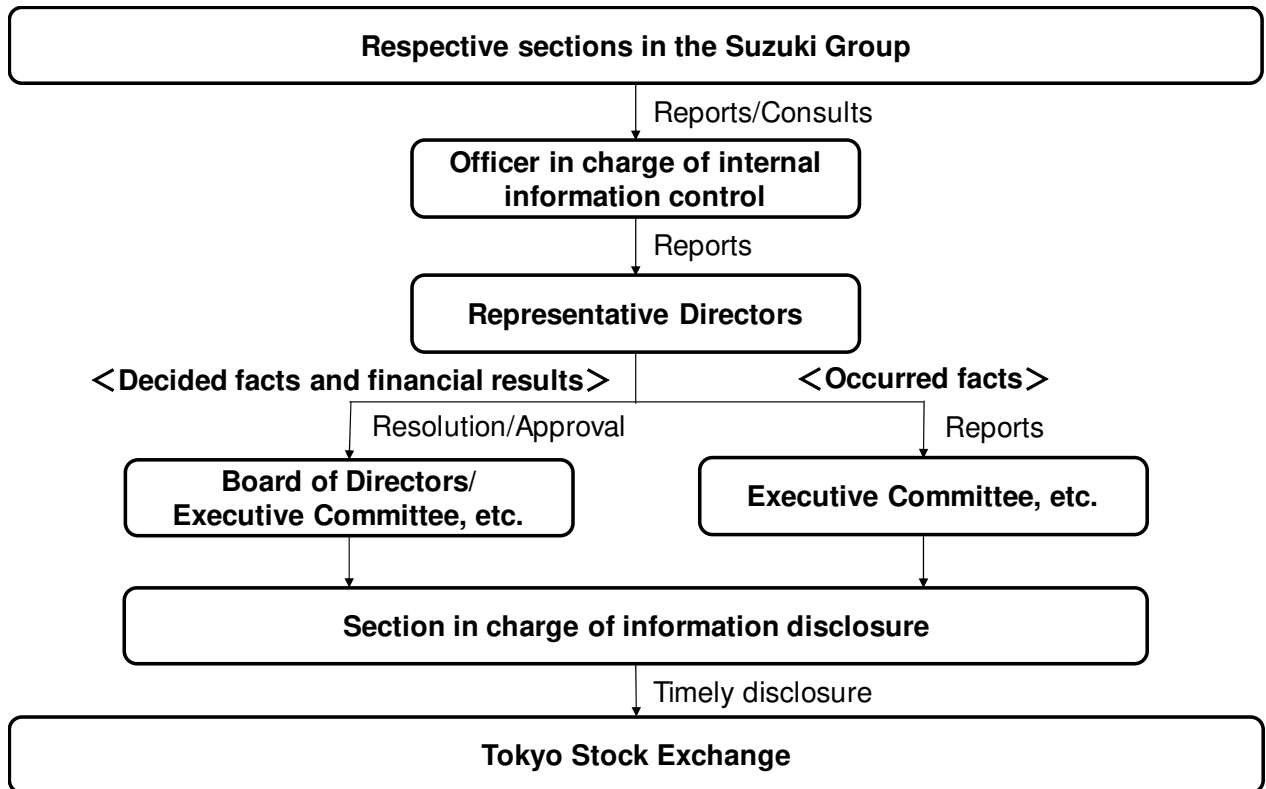 Respective sections in the Suzuki Group
Reports/Consults
Officer in charge of internal
information control
Reports
Representative Directors
＜Decided facts and financial results＞
＜Occurred facts＞
Resolution/Approval
Reports
Board of Directors/
Executive Committee, etc.
Executive Committee, etc.
Section in charge of information disclosure
Timely disclosure
Tokyo Stock Exchange